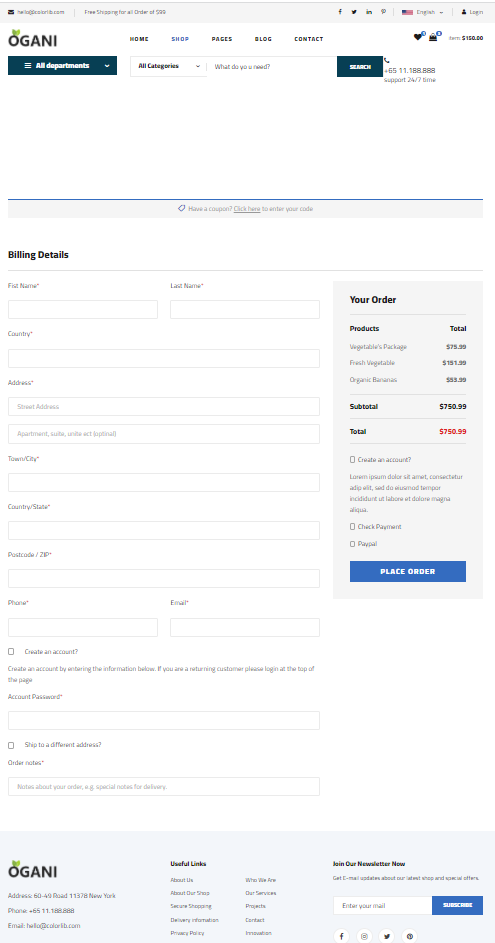 hello@colorlib.com
Free Shipping for all Order of $99
English
Login
OGANI
HOME
SHOP
PAGES
BLOG
CONTACT
item: $150.00
All departments
All Categories
What do yo u need?
SEARCH
+65 11.188.888
support 24/7 time
Have a coupon? Click here to enter your code
Billing Details
Fist Name*
Last Name*
Country*
Address*
Street Address
Apartment, suite, unite ect (optinal)
Town/City*
Country/State*
Postcode / ZIP*
Phone*
Email*
Create an account?
Create an account by entering the information below. If you are a returning customer please login at the top of
the page
Account Password*
Ship to a different address?
Order notes*
Notes about your order, e.g. special notes for delivery.
Your Order
Products Total
Vegetable's Package $75.99
Fresh Vegetable $151.99
Organic Bananas $53.99
Subtotal $750.99
Total $750.99
Create an account?
Lorem ipsum dolor sit amet, consectetur
adip elit, sed do eiusmod tempor
incididunt ut labore et dolore magna
aliqua.
Check Payment
Paypal
PLACE ORDER
OGANI
Address: 60-49 Road 11378 New York
Phone: +65 11.188.888
Email: hello@colorlib.com
Useful Links
About Us
About Our Shop
Secure Shopping
Delivery infomation
Privacy Policy
Who We Are
Our Services
Projects
Contact
Innovation
Join Our Newsletter Now
Get E-mail updates about our latest shop and special offers.
Enter your mail
SUBSCRIBE